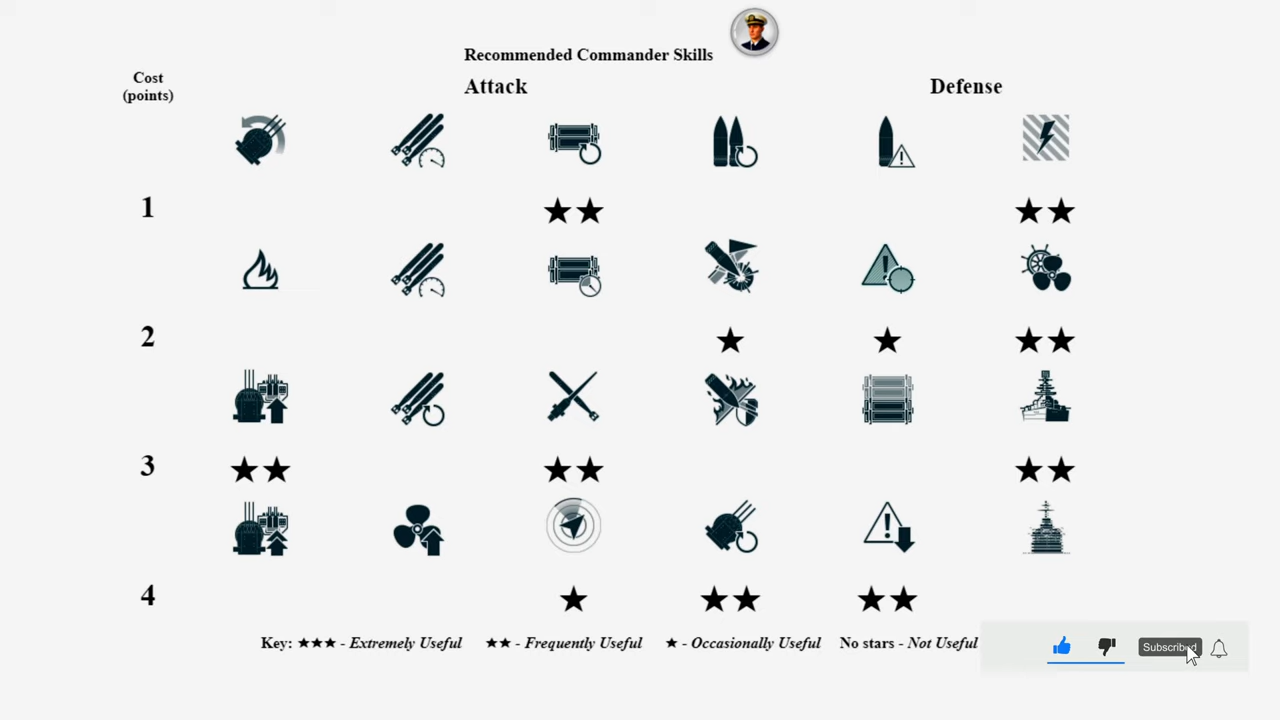 Recommended Commander Skills
Cost
(points)
Attack
Defense
1
★★
★★
2
★
★
★★
3
★★
★★
★★
4
★
★★
★★
Key: ★★★ - Extremely Useful ★★ - Frequently Useful ★ - Occasionally Useful No stars - Not Useful
Subscribed